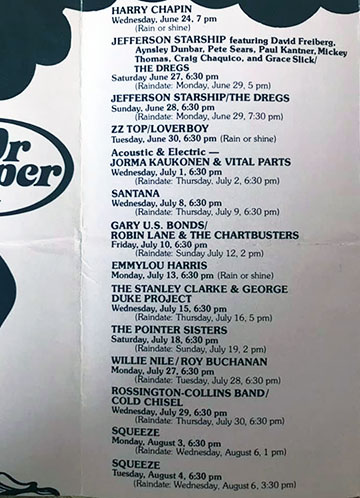 HARRY CHAPIN
Wednesday, June 24, 7 pm
(Rain or shine)
JEFFERSON STARSHIP featuring David Freiberg,
Aynsley Dunbar, Pete Sears, Paul Kantner, Mickey
Thomas, Craig Chaquico, and Grace Slick/
THE DREGS
Saturday June 27, 6:30 pm
(Raindate: Monday, June 29, 5 pm)
JEFFERSON STARSHIP/THE DREGS
Sunday, June 28, 6:30 pm
(Raindate: Monday, June 29, 7:30 pm)
ZZ TOP/LOVERBOY
Tuesday, June 30, 6:30 pm (Rain or shine)
Acoustic & Electric —
JORMA KAUKONEN & VITAL PARTS
Wednesday, July 1, 6:30 pm
(Raindate: Thursday, July 2, 6:30 pm)
SANTANA
Wednesday, July 8, 6:30 pm
(Raindate: Thursday, July 9, 6:30 pm)
GARY U.S. BONDS/
ROBIN LANE & THE CHARTBUSTERS
Friday, July 10, 6:30 pm
(Raindate: Sunday July 12, 2 pm)
EMMYLOU HARRIS
Monday, July 13, 6:30 pm (Rain or shine)
THE STANLEY CLARKE & GEORGE
DUKE PROJECT
Wednesday, July 15, 6:30 pm
(Raindate: Thursday, July 16, 5 pm)
THE POINTER SISTERS
Saturday, July 18, 6:30 pm
(Raindate: Sunday, July 19, 2 pm)
WILLIE NILE/ROY BUCHANAN
Monday, July 27, 6:30 pm
(Raindate: Tuesday, July 28, 6:30 pm)
ROSSINGTON-COLLINS BAND/
COLD CHISEL
Wednesday, July 29, 6:30 pm
(Raindate: Thursday, July 30, 6:30 pm)
SQUEEZE
Monday, August 3, 6:30 pm
(Raindate: Wednesday, August 6, 1 pm)
SQUEEZE
Tuesday, August 4, 6:30 pm
(Raindate: Wednesday, August 6, 3:30 pm)